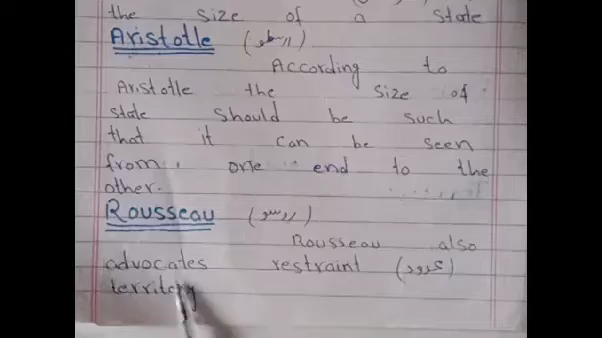 the size of a state
Aristotle (ارسطو)
According to
Aristotle the size of
state should be such
that it can be seen
from one end to the
other.
Rousseau (روسو)
Rousseau also
advocates restraint (محدود)
territory